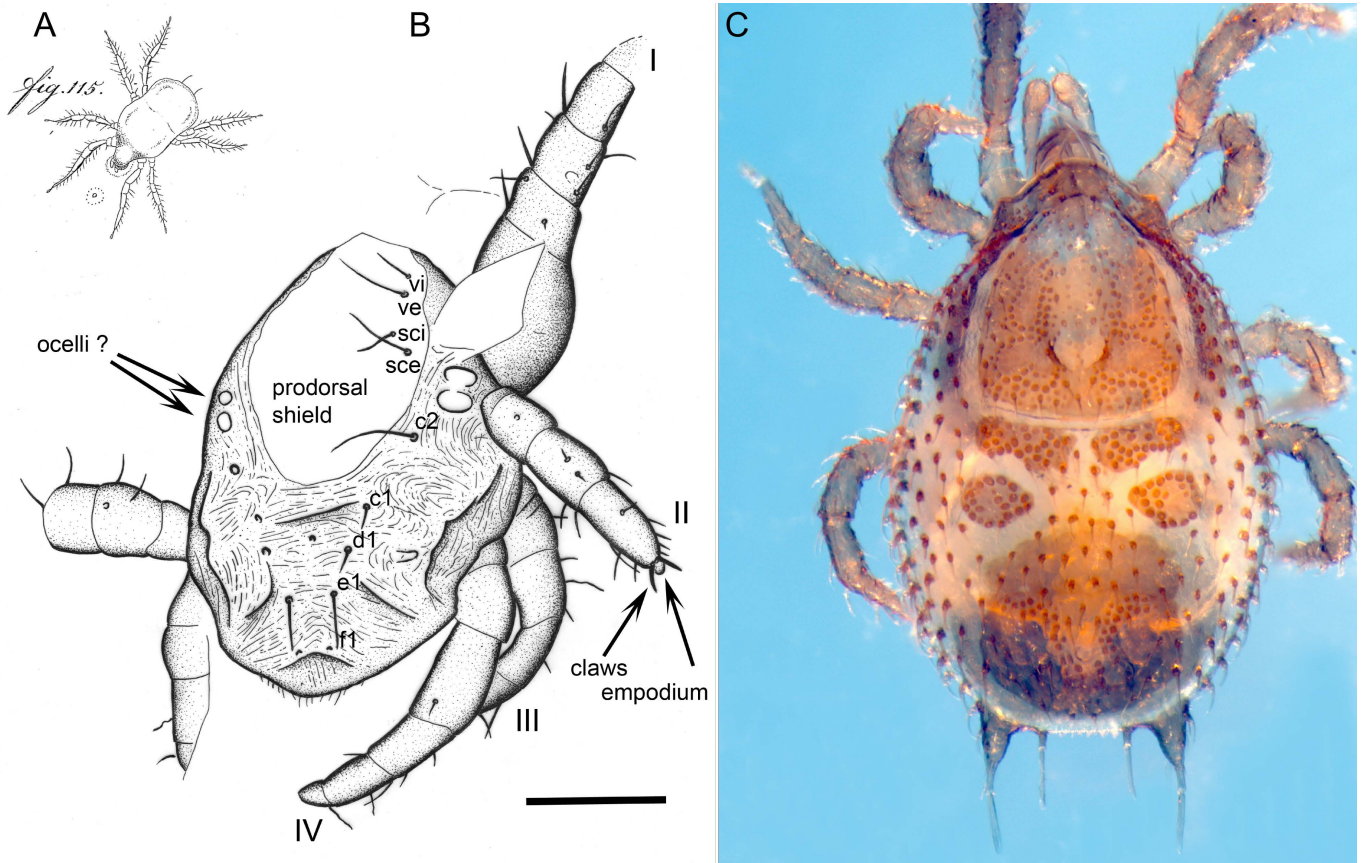 A
B
C
fig. 115.
I
vi
ve
sci
sce
ocelli ?
prodorsal
shield
c2
c1
II
d1
e1
f1
claws
empodium
III
IV